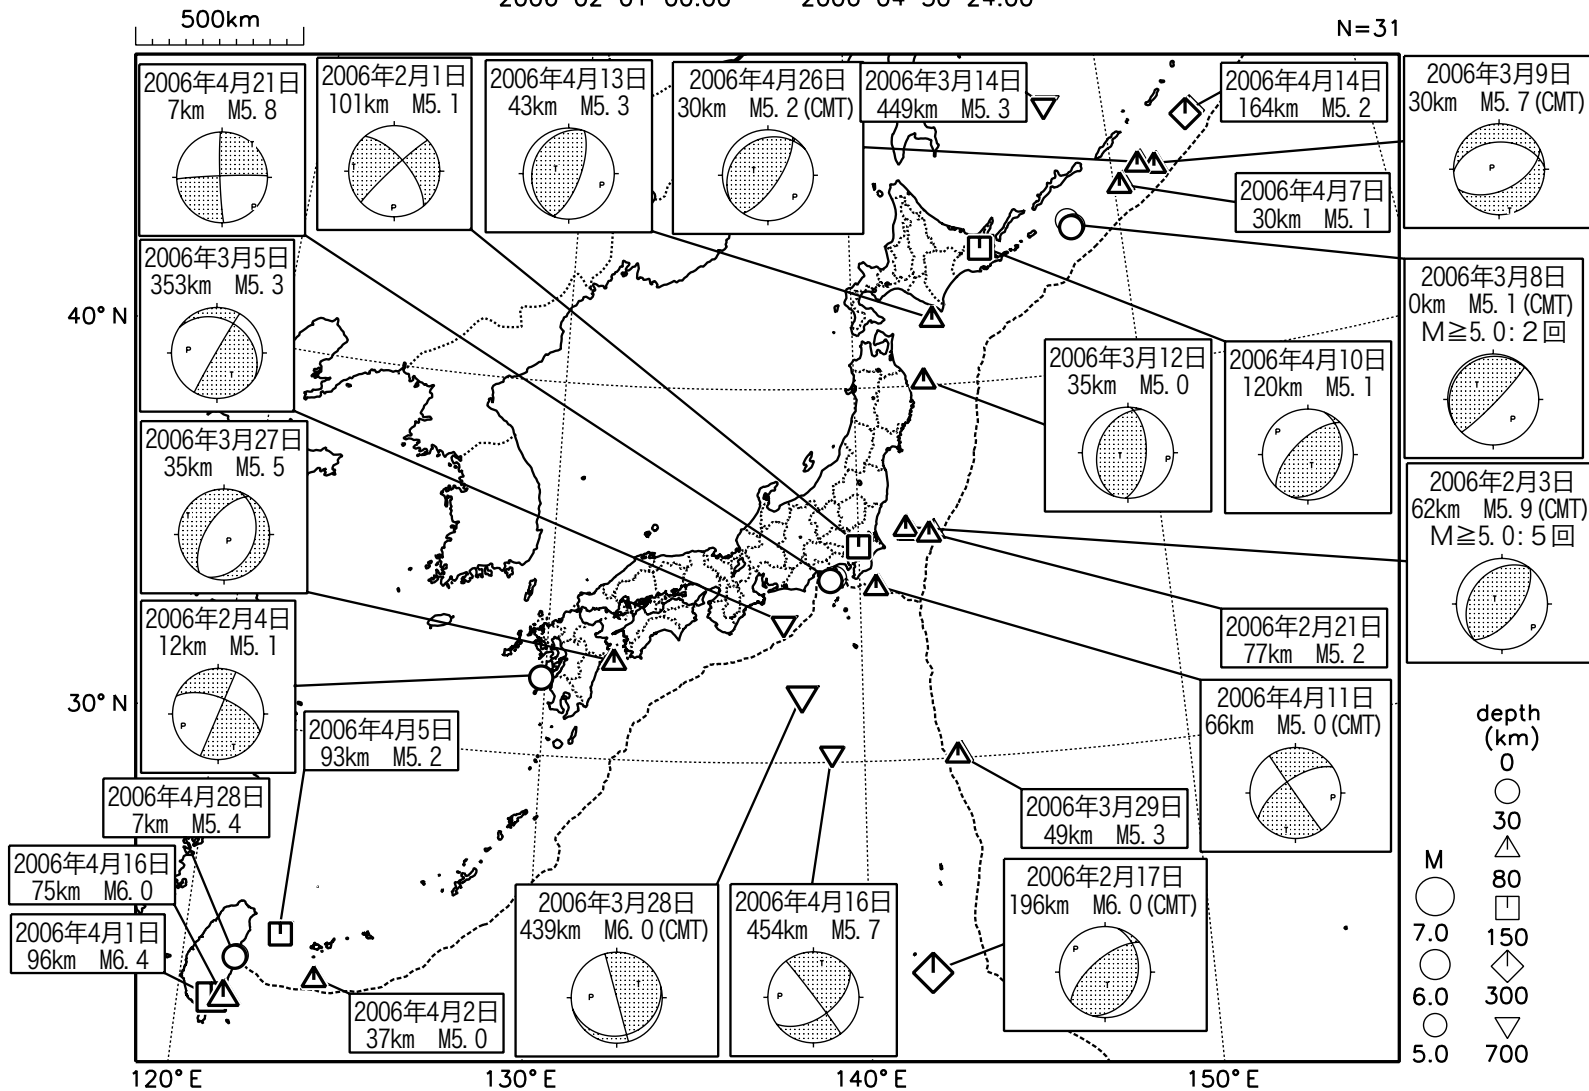 500km
N=31
2006年4月21日
7km M5.8
2006年2月1日
101km M5.1
2006年4月13日
43km M5.3
2006年4月26日
30km M5.2(CMT)
2006年3月14日
449km M5.3
2006年4月14日
164km M5.2
2006年3月9日
30km M5.7(CMT)
2006年4月7日
30km M5.1
2006年3月5日
353km M5.3
2006年3月8日
0km M5.1(CMT)
M≧5.0:2回
40°N
2006年3月12日
35km M5.0
2006年4月10日
120km M5.1
2006年3月27日
35km M5.5
2006年2月3日
62km M5.9(CMT)
M≧5.0:5回
2006年2月4日
12km M5.1
2006年2月21日
77km M5.2
30°N
2006年4月5日
93km M5.2
2006年4月11日
66km M5.0(CMT)
2006年4月28日
7km M5.4
2006年3月29日
49km M5.3
2006年4月16日
75km M6.0
2006年4月1日
96km M6.4
2006年3月28日
439km M6.0(CMT)
2006年4月16日
454km M5.7
2006年2月17日
196km M6.0(CMT)
2006年4月2日
37km M5.0
depth
(km)
0
30
80
150
300
700
M
7.0
6.0
5.0
120°E
130°E
140°E
150°E